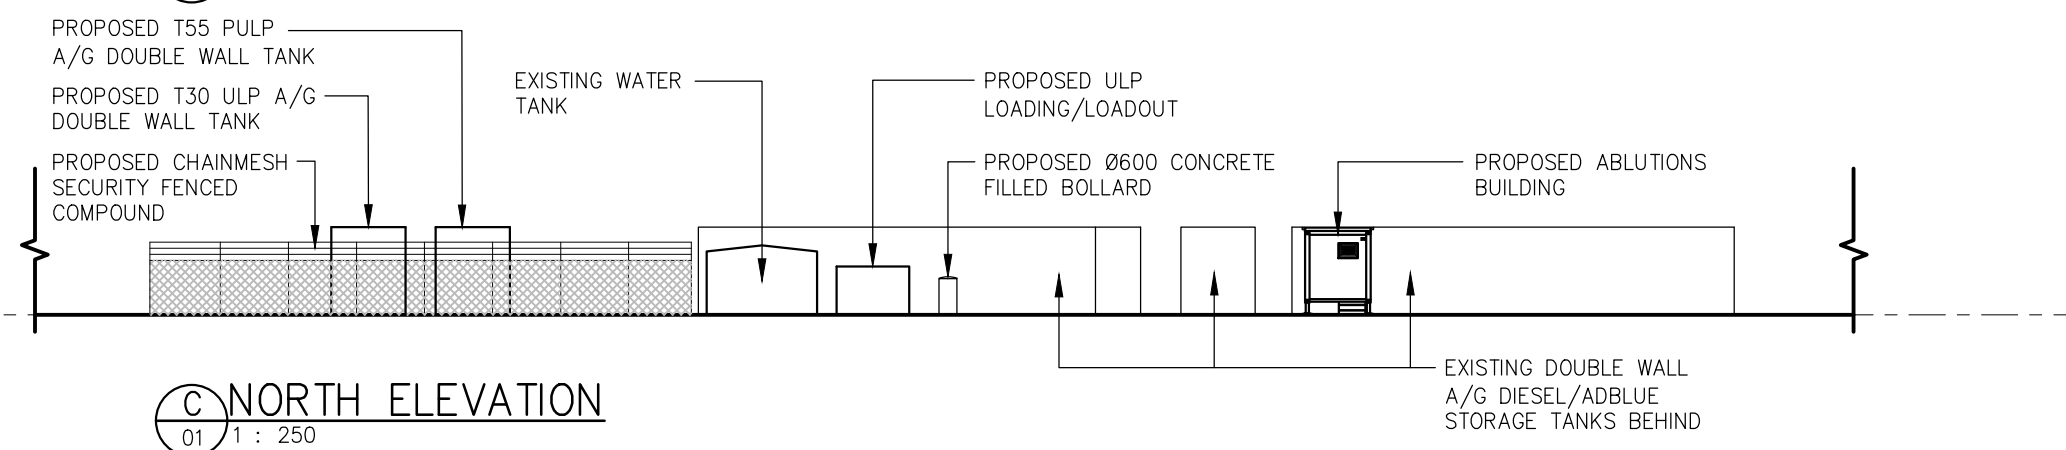 PROPOSED T55 PULP
A/G DOUBLE WALL TANK
PROPOSED T30 ULP A/G
DOUBLE WALL TANK
PROPOSED CHAINMESH
SECURITY FENCED
COMPOUND
EXISTING WATER
TANK
PROPOSED ULP
LOADING/LOADOUT
PROPOSED Ø600 CONCRETE
FILLED BOLLARD
PROPOSED ABLUTIONS
BUILDING
EXISTING DOUBLE WALL
A/G DIESEL/ADBLUE
STORAGE TANKS BEHIND
C
01
NORTH ELEVATION
1 : 250